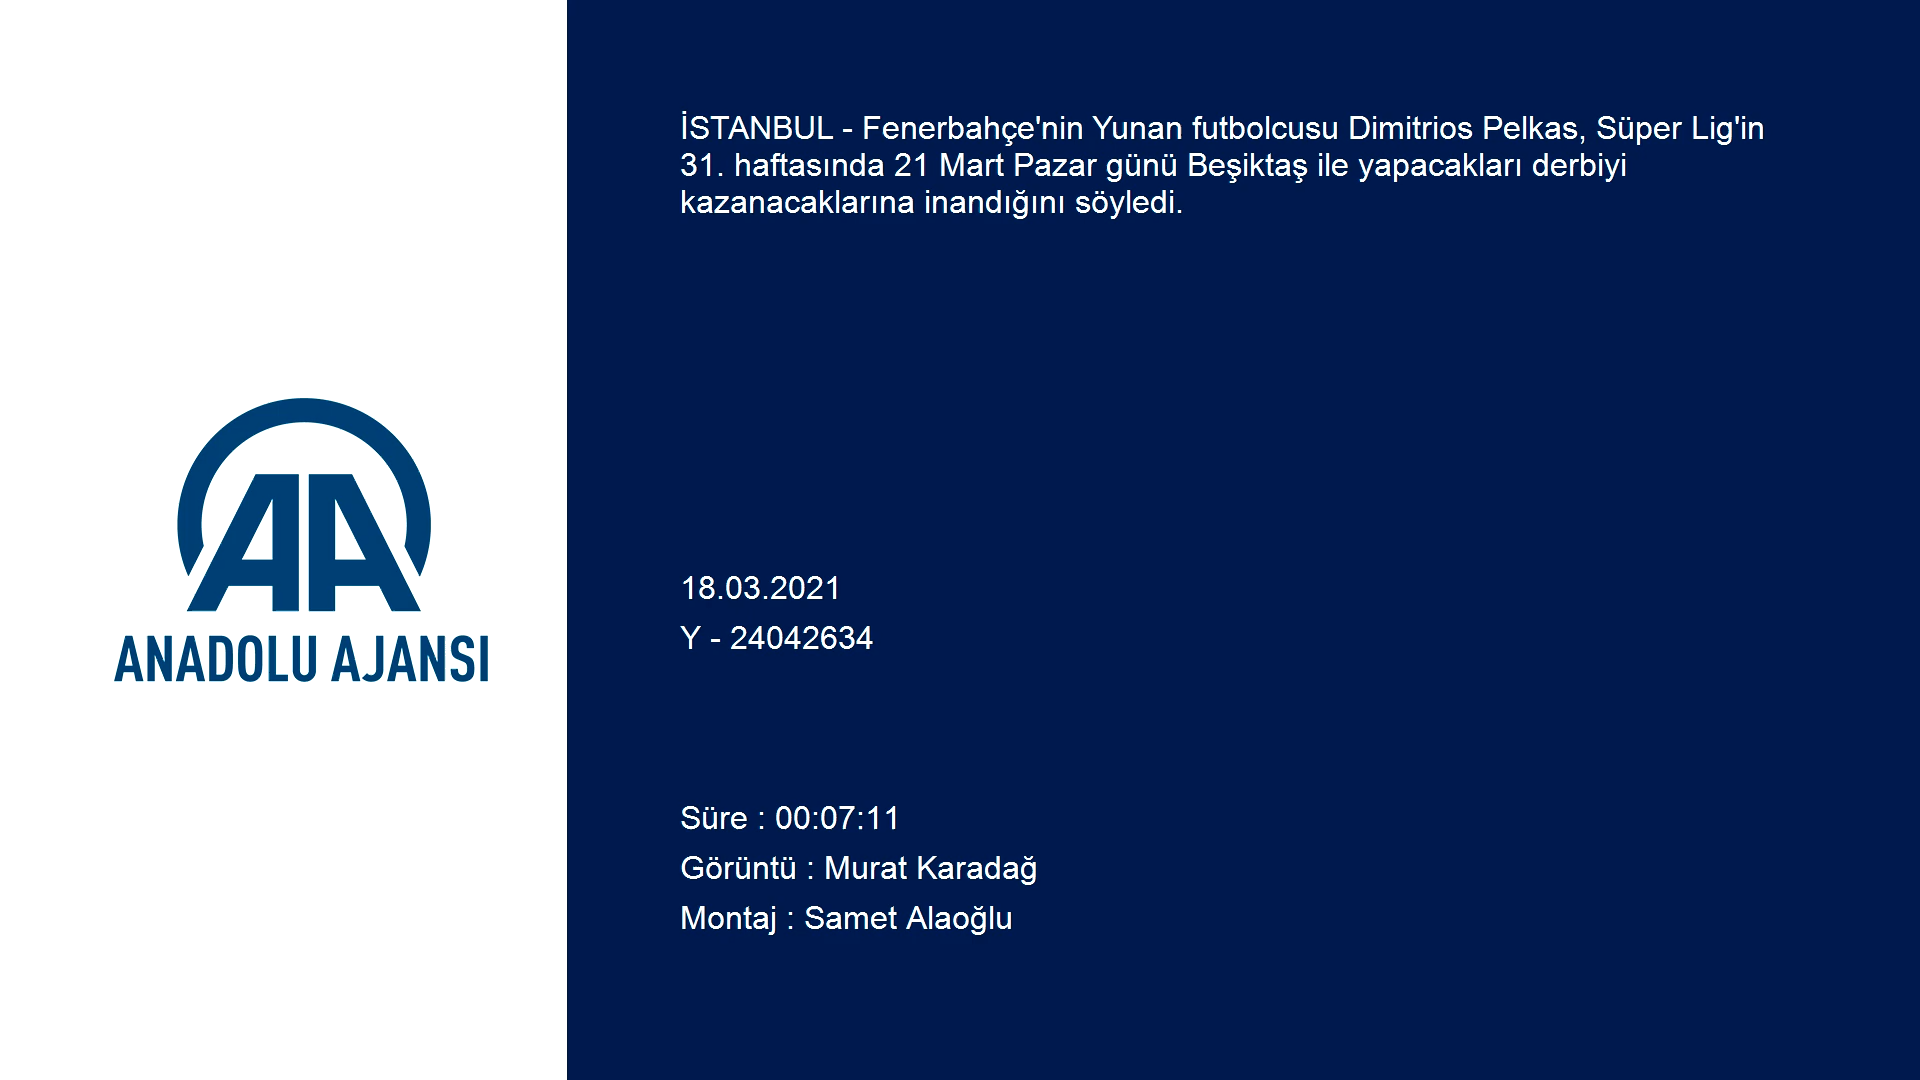 İSTANBUL - Fenerbahçe'nin Yunan futbolcusu Dimitrios Pelkas, Süper Lig'in
31. haftasında 21 Mart Pazar günü Beşiktaş ile yapacakları derbiyi
kazanacaklarına inandığını söyledi.
AA
ANADOLU AJANSI
18.03.2021
Y - 24042634
Süre : 00:07:11
Görüntü : Murat Karadağ
Montaj : Samet Alaoğlu